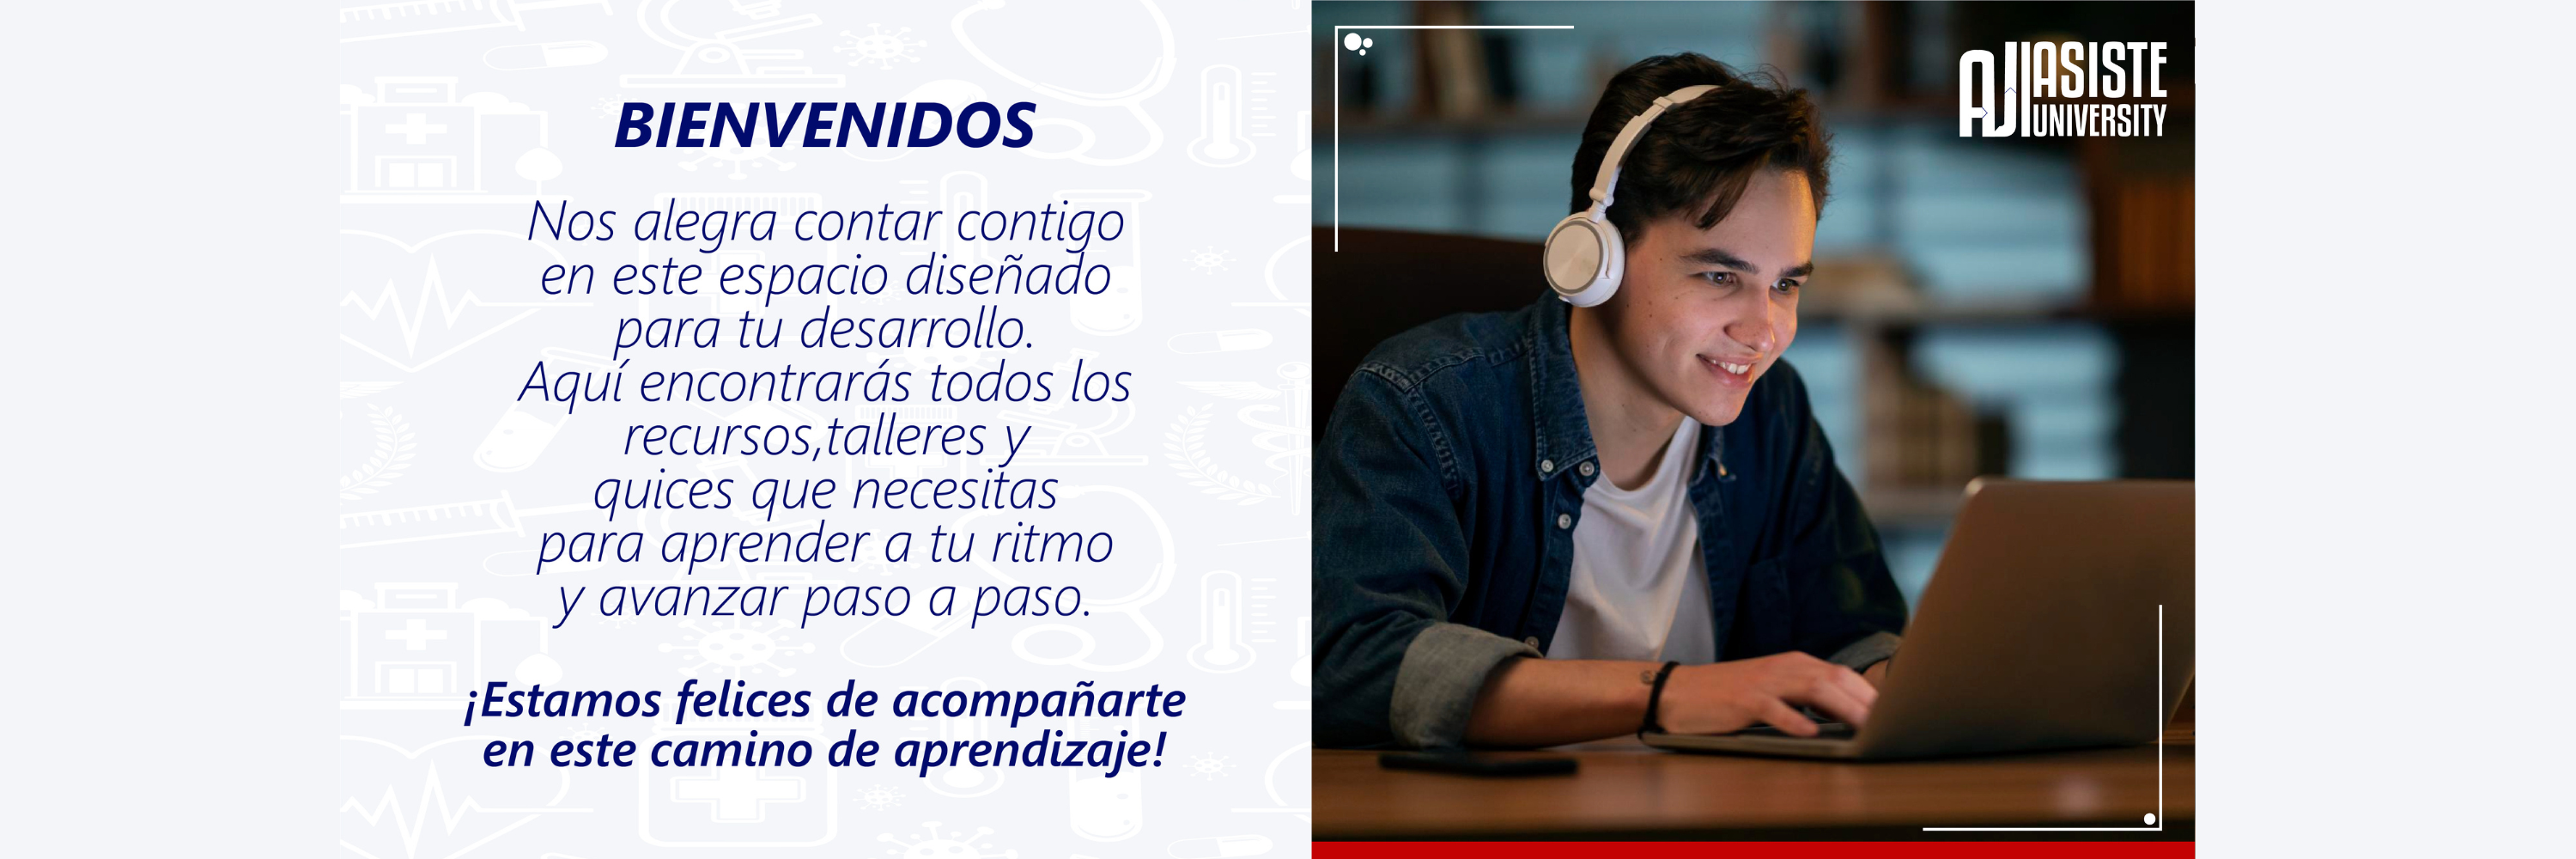 BIENVENIDOS
Nos alegra contar contigo
en este espacio diseñado
para tu desarrollo.
Aquí encontrarás todos los
recursos,talleres y
quices que necesitas
para aprender a tu ritmo
y avanzar paso a paso.
¡Estamos felices de acompañarte
en este camino de aprendizaje!
ASISTE
UNIVERSITY